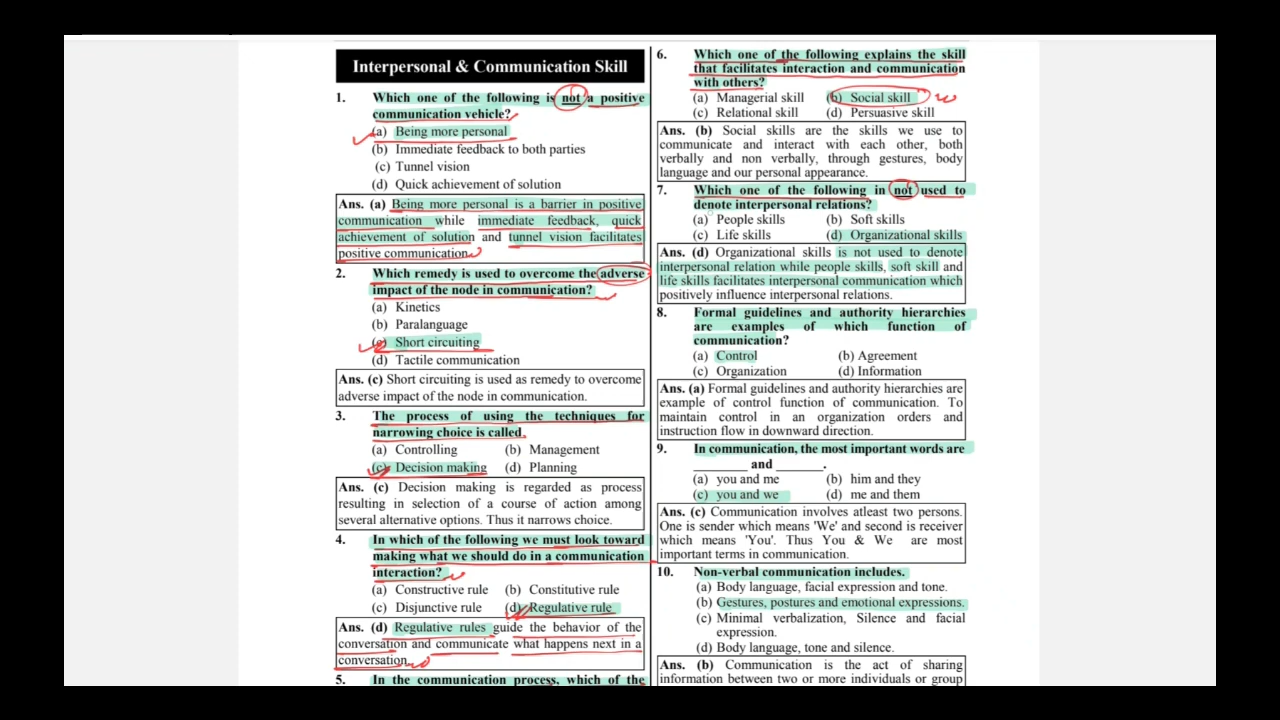 Interpersonal & Communication Skill
1. Which one of the following is not a positive
communication vehicle?
(a) Being more personal
(b) Immediate feedback to both parties
(c) Tunnel vision
(d) Quick achievement of solution
Ans. (a) Being more personal is a barrier in positive
communication while immediate feedback, quick
achievement of solution and tunnel vision facilitates
positive communication.
2. Which remedy is used to overcome the adverse
impact of the node in communication?
(a) Kinetics
(b) Paralanguage
(c) Short circuiting
(d) Tactile communication
Ans. (c) Short circuiting is used as remedy to overcome
adverse impact of the node in communication.
3. The process of using the techniques for
narrowing choice is called.
(a) Controlling (b) Management
(c) Decision making (d) Planning
Ans. (c) Decision making is regarded as process
resulting in selection of a course of action among
several alternative options. Thus it narrows choice.
4. In which of the following we must look toward
making what we should do in a communication
interaction?
(a) Constructive rule (b) Constitutive rule
(c) Disjunctive rule (d) Regulative rule
Ans. (d) Regulative rules guide the behavior of the
conversation and communicate what happens next in a
conversation.
5. In the communication process, which of the
6. Which one of the following explains the skill
that facilitates interaction and communication
with others?
(a) Managerial skill (b) Social skill
(c) Relational skill (d) Persuasive skill
Ans. (b) Social skills are the skills we use to
communicate and interact with each other, both
verbally and non verbally, through gestures, body
language and our personal appearance.
7. Which one of the following in not used to
denote interpersonal relations?
(a) People skills (b) Soft skills
(c) Life skills (d) Organizational skills
Ans. (d) Organizational skills is not used to denote
interpersonal relation while people skills, soft skill and
life skills facilitates interpersonal communication which
positively influence interpersonal relations.
8. Formal guidelines and authority hierarchies
are examples of which function of
communication?
(a) Control (b) Agreement
(c) Organization (d) Information
Ans. (a) Formal guidelines and authority hierarchies are
example of control function of communication. To
maintain control in an organization orders and
instruction flow in downward direction.
9. In communication, the most important words are
________ and _______.
(a) you and me (b) him and they
(c) you and we (d) me and them
Ans. (c) Communication involves atleast two persons.
One is sender which means 'We' and second is receiver
which means 'You'. Thus You & We are most
important terms in communication.
10. Non-verbal communication includes.
(a) Body language, facial expression and tone.
(b) Gestures, postures and emotional expressions.
(c) Minimal verbalization, Silence and facial
expression.
(d) Body language, tone and silence.
Ans. (b) Communication is the act of sharing
information between two or more individuals or group